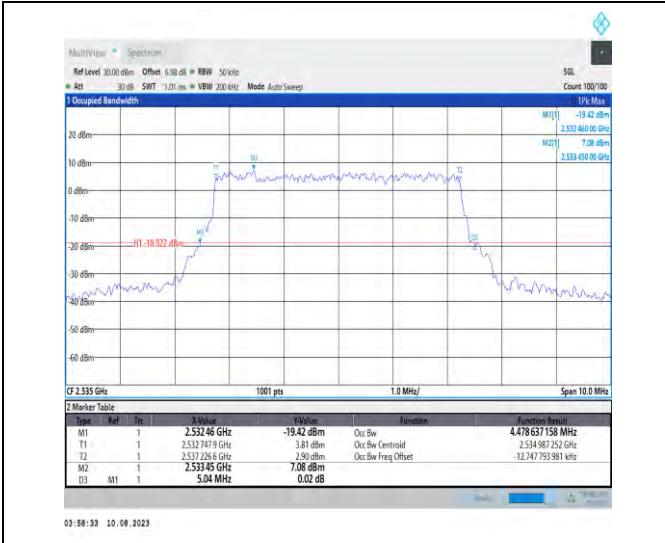 MultiView Spectrum
Ref Level 30.00 dBm Offset 6.98 dB RBW 50 kHz SGL
Att 30 dB SWT 1.01 ms VBW 200 kHz Mode Auto Sweep Count 100/100
1 Occupied Bandwidth 1Pk Max
M1[1] -19.42 dBm
2.532 460 00 GHz
M2[1] 7.08 dBm
2.533 450 00 GHz
20 dBm
10 dBm
T1 M2 T2
0 dBm
-10 dBm
M1 D3
-20 dBm H1 -18.922 dBm
-30 dBm
-40 dBm
-50 dBm
-60 dBm
CF 2.535 GHz 1001 pts 1.0 MHz/ Span 10.0 MHz
2 Marker Table
Type Ref Trc X-Value Y-Value Function Function Result
M1 1 2.532 46 GHz -19.42 dBm Occ Bw 4.478 637 158 MHz
T1 1 2.532 747 9 GHz 3.81 dBm Occ Bw Centroid 2.534 987 252 GHz
T2 1 2.537 226 6 GHz 2.90 dBm Occ Bw Freq Offset -12.747 793 981 kHz
M2 1 2.533 45 GHz 7.08 dBm
D3 M1 1 5.04 MHz 0.02 dB
03:58:33 10.08.2023